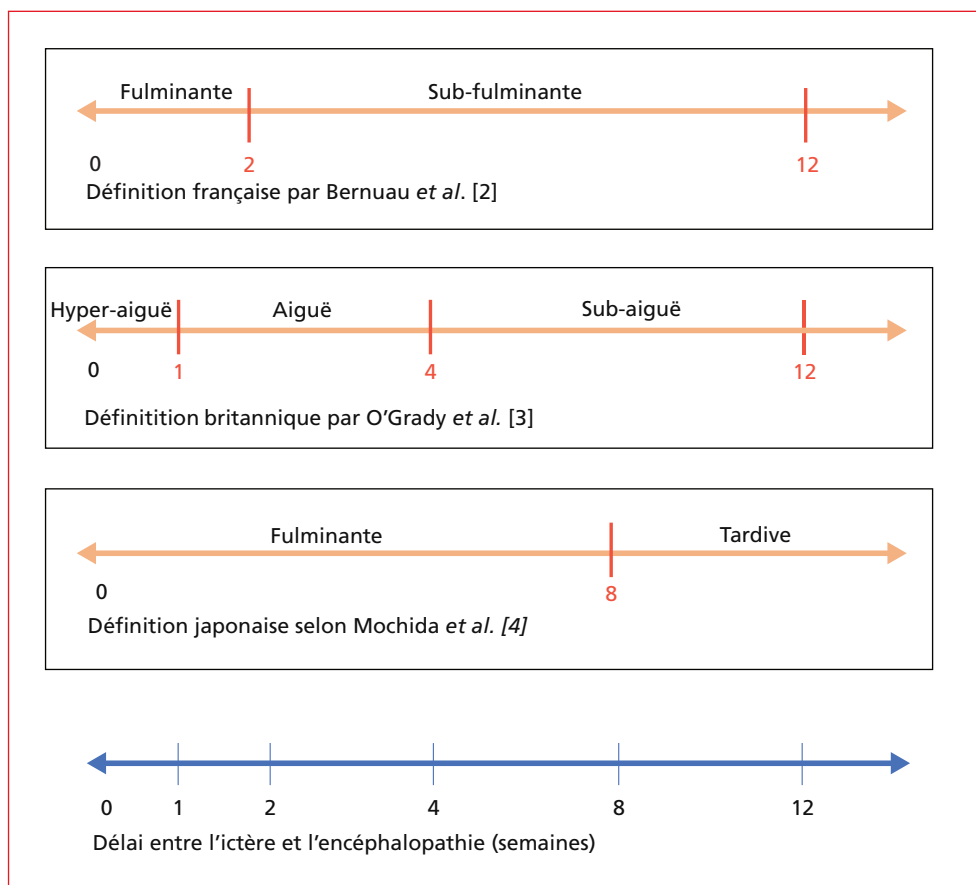 Fulminante Sub-fulminante
0 2 12
Définition française par Bernuau et al. [2]
Hyper-aiguë Aiguë Sub-aiguë
0 1 4 12
Définitition britannique par O'Grady et al. [3]
Fulminante Tardive
0 8
Définition japonaise selon Mochida et al. [4]
0 1 2 4 8 12
Délai entre l'ictère et l'encéphalopathie (semaines)